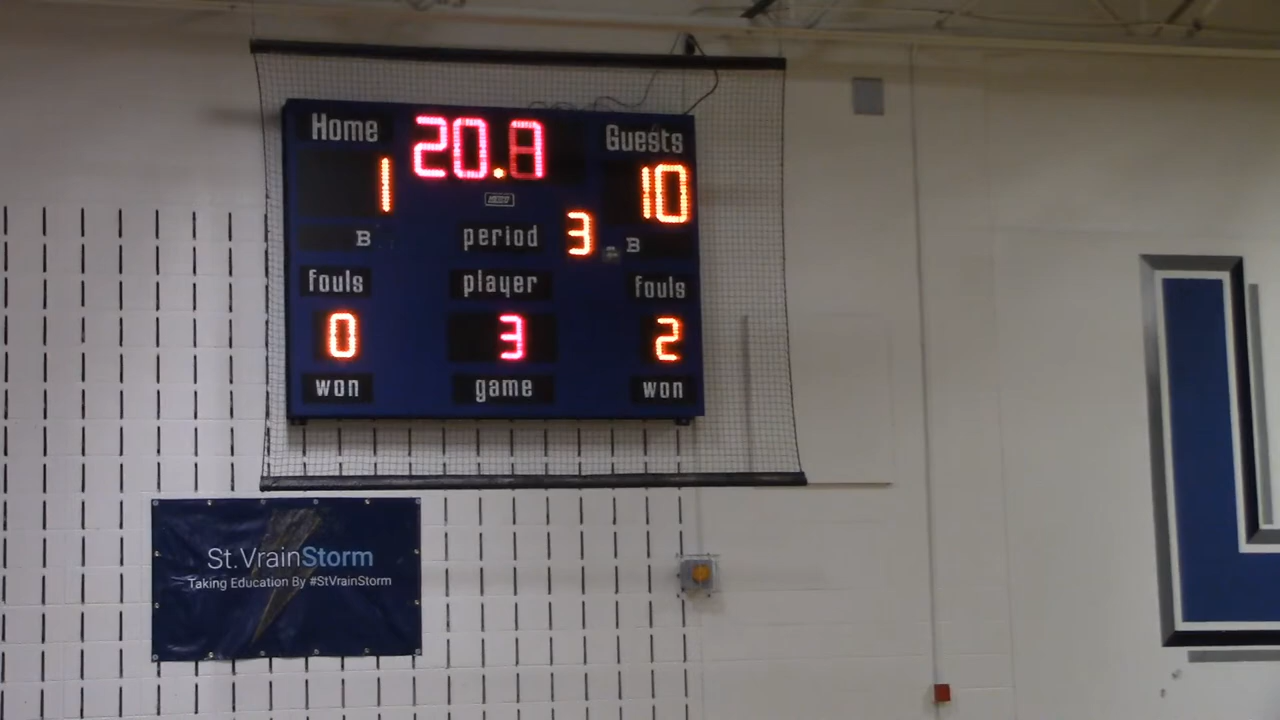 Home 20.7 Guests
1 10
B period 3 B
fouls player fouls
0 3 2
won game won
St.VrainStorm
Taking Education By #StVrainStorm